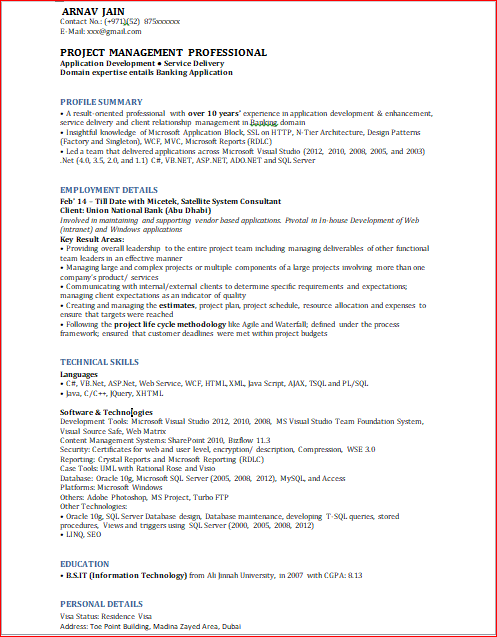 ARNAV JAIN
Contact No.: (+971)(52) 875xxxxxx
E-Mail: xxx@gmail.com
PROJECT MANAGEMENT PROFESSIONAL
Application Development ● Service Delivery
Domain expertise entails Banking Application
PROFILE SUMMARY
• A result-oriented professional with over 10 years' experience in application development & enhancement,
service delivery and client relationship management in Banking domain
• Insightful knowledge of Microsoft Application Block, SSL on HTTP, N-Tier Architecture, Design Patterns
(Factory and Singleton), WCF, MVC, Microsoft Reports (RDLC)
• Led a team that delivered applications across Microsoft Visual Studio (2012, 2010, 2008, 2005, and 2003)
.Net (4.0, 3.5, 2.0, and 1.1) C#, VB.NET, ASP.NET, ADO.NET and SQL Server
EMPLOYMENT DETAILS
Feb' 14 – Till Date with Micetek, Satellite System Consultant
Client: Union National Bank (Abu Dhabi)
Involved in maintaining and supporting vendor based applications. Pivotal in In-house Development of Web
(intranet) and Windows applications
Key Result Areas:
• Providing overall leadership to the entire project team including managing deliverables of other functional
team leaders in an effective manner
• Managing large and complex projects or multiple components of a large projects involving more than one
company's product/ services
• Communicating with internal/external clients to determine specific requirements and expectations;
managing client expectations as an indicator of quality
• Creating and managing the estimates, project plan, project schedule, resource allocation and expenses to
ensure that targets were reached
• Following the project life cycle methodology like Agile and Waterfall; defined under the process
framework; ensured that customer deadlines were met within project budgets
TECHNICAL SKILLS
Languages
• C#, VB.Net, ASP.Net, Web Service, WCF, HTML,XML, Java Script, AJAX, TSQL and PL/SQL
• Java, C/C++, JQuery, XHTML
Software & Technologies
Development Tools: Microsoft Visual Studio 2012, 2010, 2008, MS Visual Studio Team Foundation System,
Visual Source Safe, Web Matrix
Content Management Systems: SharePoint 2010, Bizflow 11.3
Security: Certificates for web and user level, encryption/ description, Compression, WSE 3.0
Reporting: Crystal Reports and Microsoft Reporting (RDLC)
Case Tools: UML with Rational Rose and Visio
Database: Oracle 10g, Microsoft SQL Server (2005, 2008, 2012), MySQL, and Access
Platforms: Microsoft Windows
Others: Adobe Photoshop, MS Project, Turbo FTP
Other Technologies:
• Oracle 10g, SQL Server Database design, Database maintenance, developing T-SQL queries, stored
procedures, Views and triggers using SQL Server (2000, 2005, 2008, 2012)
• LINQ, SEO
EDUCATION
• B.S.IT (Information Technology) from Ali Jinnah University, in 2007 with CGPA: 8.13
PERSONAL DETAILS
Visa Status: Residence Visa
Address: Toe Point Building, Madina Zayed Area, Dubai